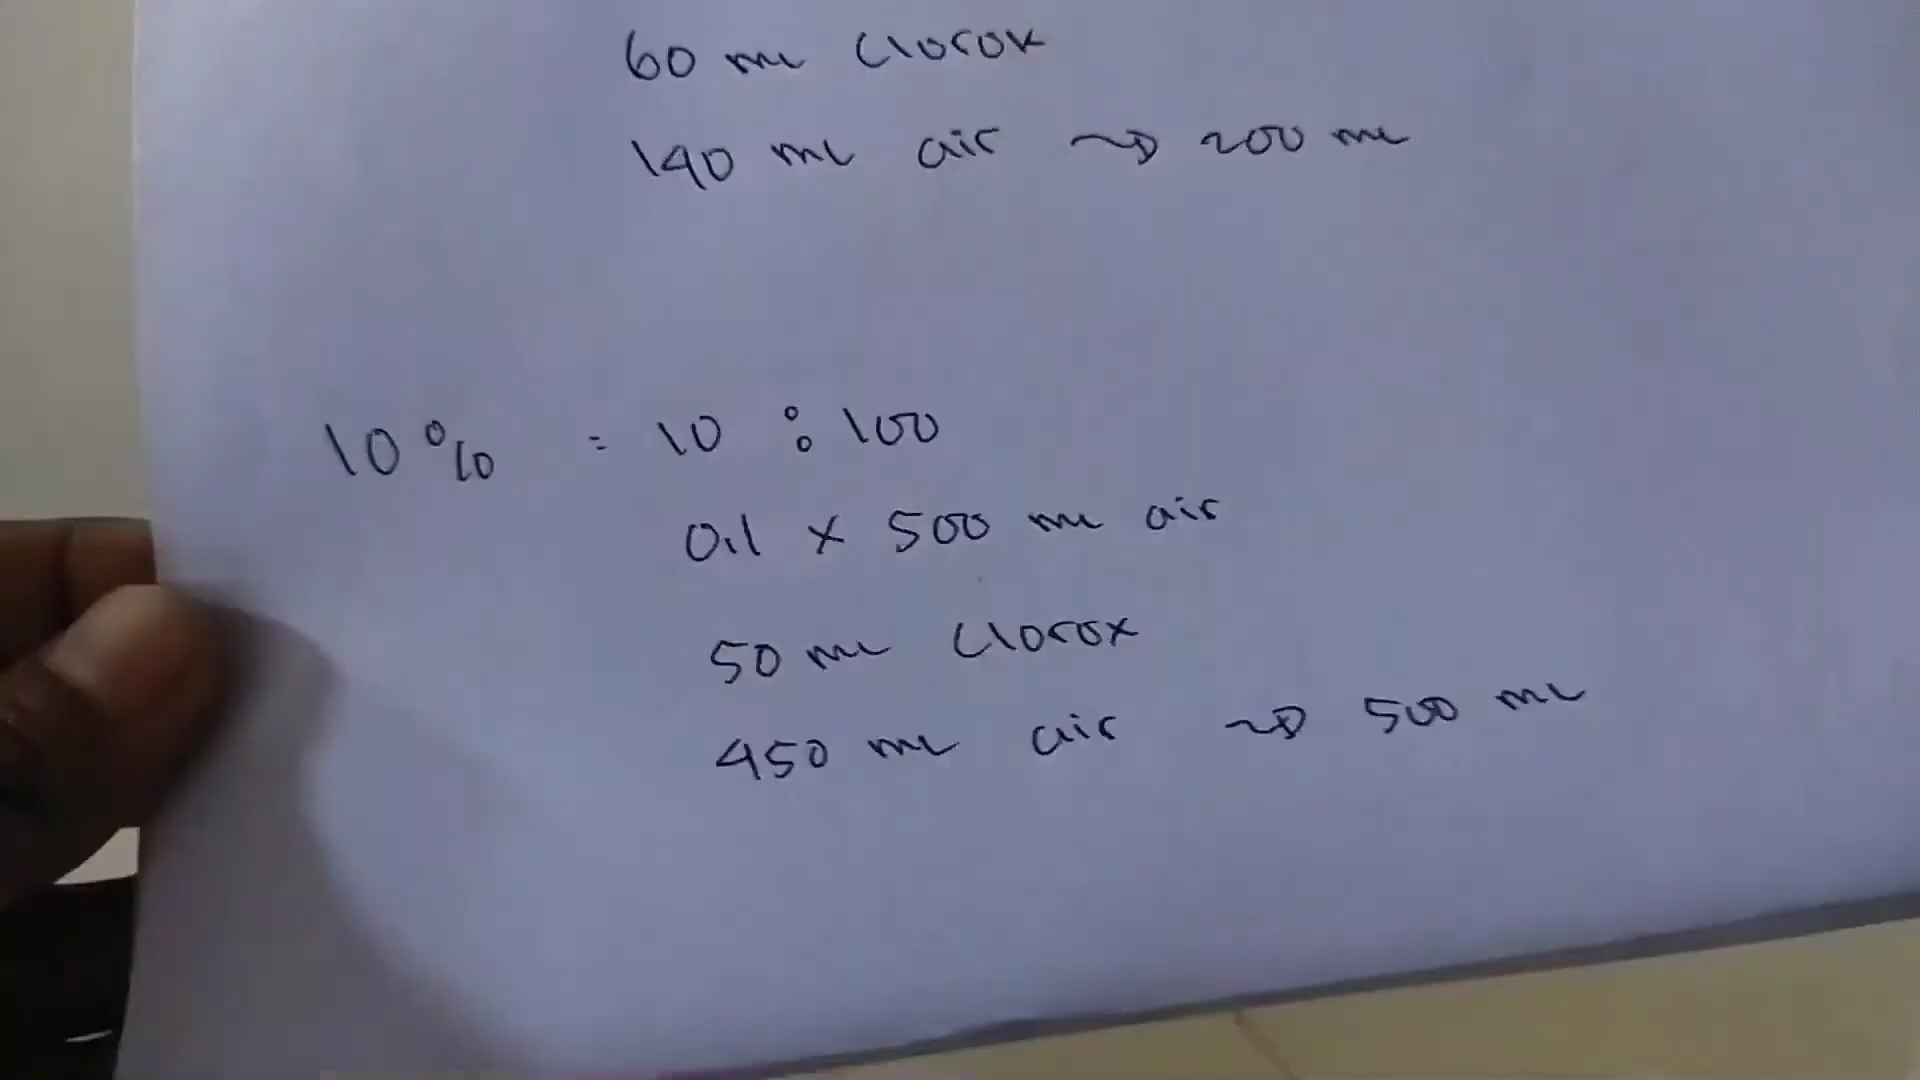 60 ml Clorox
140 ml air → 200 ml
10% = 10 : 100
0,1 x 500 ml air
50 ml Clorox
450 ml air → 500 ml